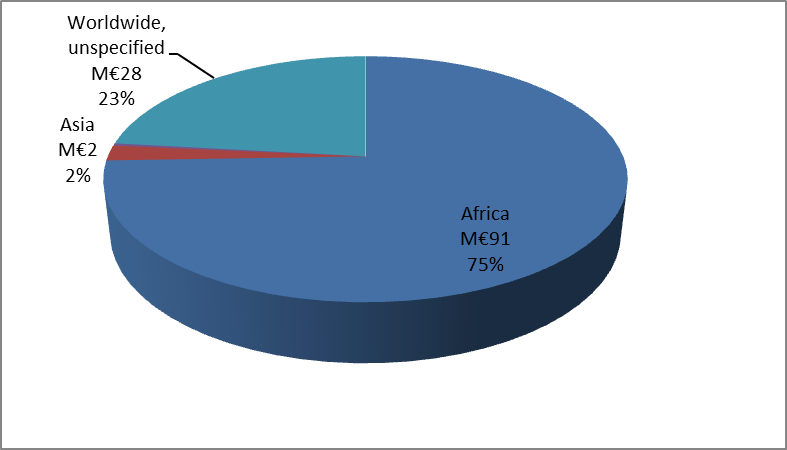 Worldwide,
unspecified
M€28
23%
Asia
M€2
2%
Africa
M€91
75%